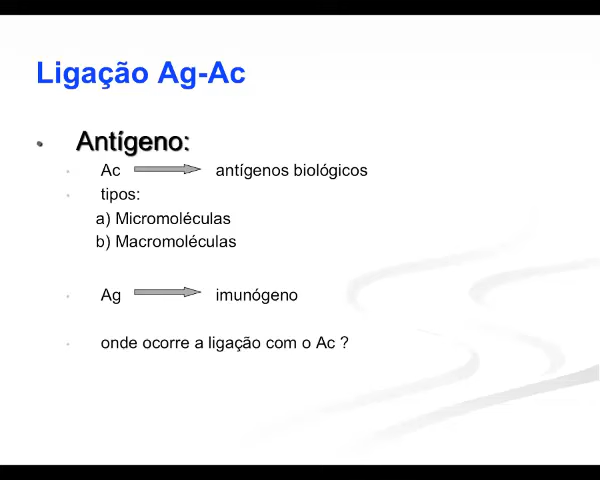 Ligação Ag-Ac
• Antígeno:
• Ac antígenos biológicos
• tipos:
a) Micromoléculas
b) Macromoléculas
• Ag imunógeno
• onde ocorre a ligação com o Ac ?